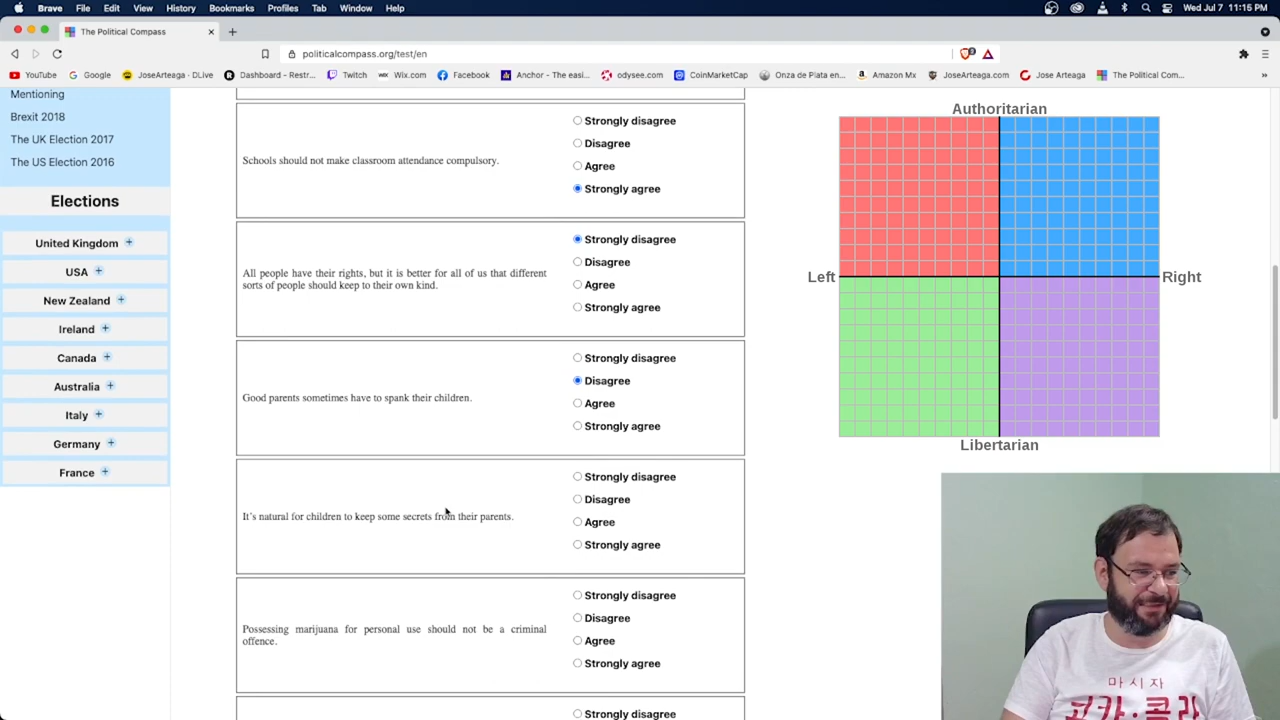 Brave File Edit View History Bookmarks Profiles Tab Window Help
Wed Jul 7 11:15 PM
The Political Compass
politicalcompass.org/test/en
YouTube
Google
JoseArteaga - DLive
Dashboard - Restr...
Twitch
Wix.com
Facebook
Anchor - The easi...
odysee.com
CoinMarketCap
Onza de Plata en...
Amazon Mx
JoseArteaga.com
Jose Arteaga
The Political Com...
Mentioning
Brexit 2018
The UK Election 2017
The US Election 2016
Elections
United Kingdom +
USA +
New Zealand +
Ireland +
Canada +
Australia +
Italy +
Germany +
France +
Schools should not make classroom attendance compulsory.
Strongly disagree
Disagree
Agree
Strongly agree
All people have their rights, but it is better for all of us that different
sorts of people should keep to their own kind.
Strongly disagree
Disagree
Agree
Strongly agree
Good parents sometimes have to spank their children.
Strongly disagree
Disagree
Agree
Strongly agree
It's natural for children to keep some secrets from their parents.
Strongly disagree
Disagree
Agree
Strongly agree
Possessing marijuana for personal use should not be a criminal
offence.
Strongly disagree
Disagree
Agree
Strongly agree
Strongly disagree
Authoritarian
Left
Right
Libertarian
마시자
코카·콜라